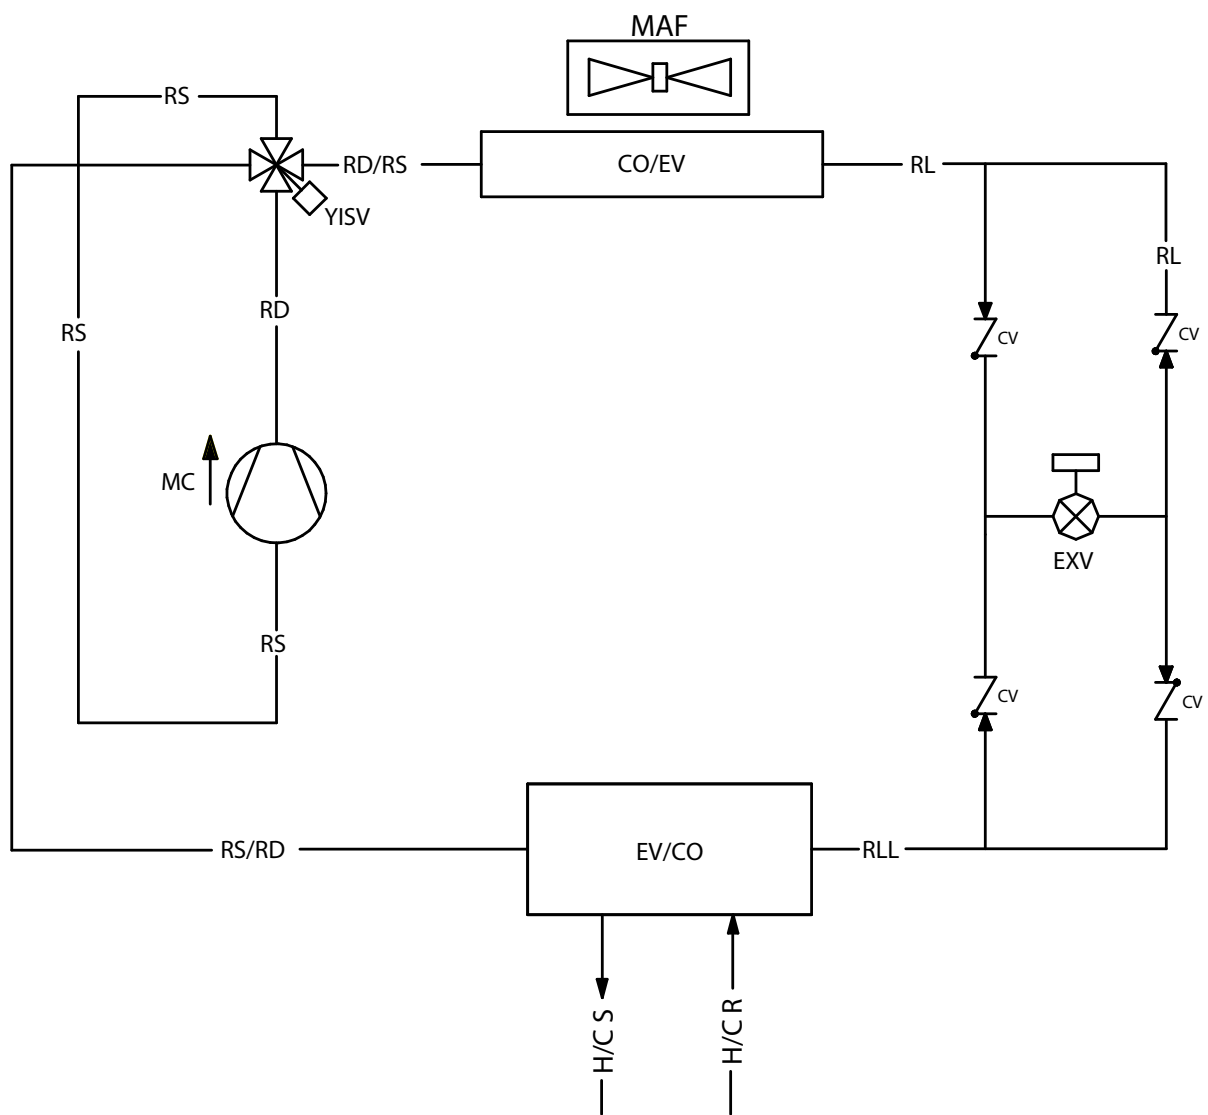 MAF
RS
RD/RS
CO/EV
RL
YISV
RL
RD
RS
CV
CV
MC
EXV
RS
CV
CV
RS/RD
EV/CO
RLL
H/C S
H/C R